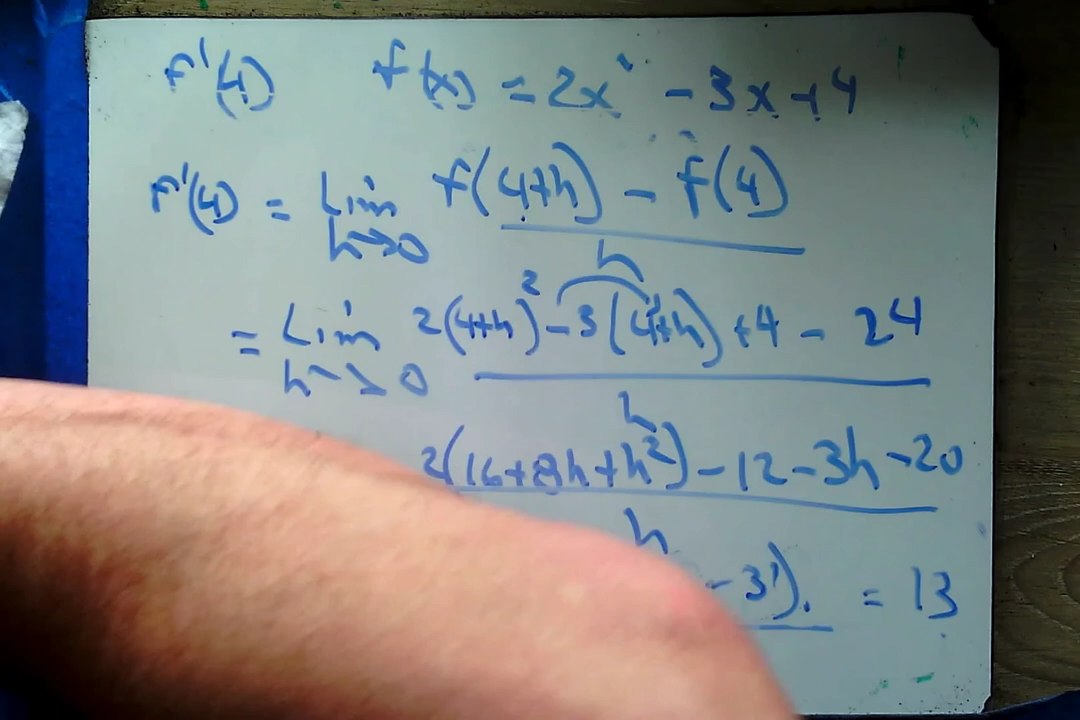 f'(4) f(x) = 2x² - 3x + 4
f'(4) = Lim f(4+h) - f(4)
h→0 h
= Lim 2(4+h)² - 3(4+h) + 4 - 24
h→0 h
2(16+8h+h²) - 12 - 3h - 20
h
- 3). = 13